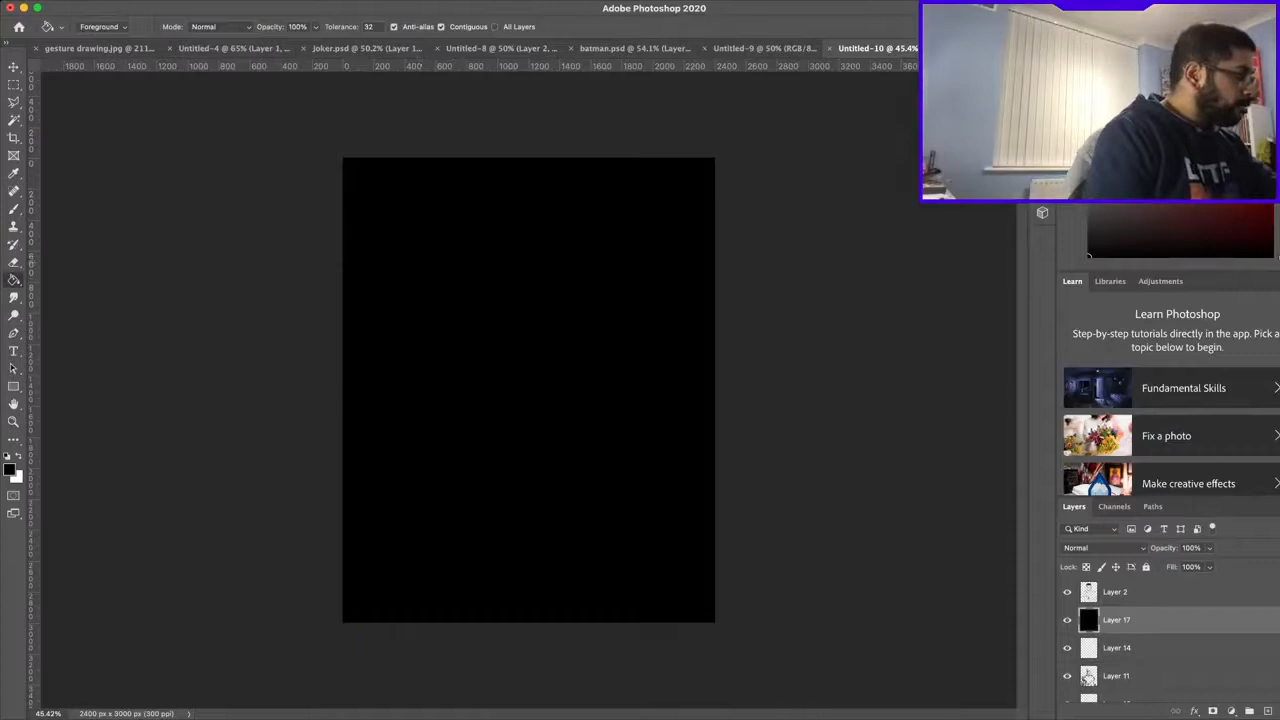 Adobe Photoshop 2020
Foreground Mode: Normal Opacity: 100% Tolerance: 32 Anti-alias Contiguous All Layers
gesture drawing.jpg @ 211... Untitled-4 @ 65% (Layer 1, ... Joker.psd @ 50.2% (Layer 1... Untitled-8 @ 50% (Layer 2, ... batman.psd @ 54.1% (Layer... Untitled-9 @ 50% (RGB/8... Untitled-10 @ 45.4%
1800 1600 1400 1200 1000 800 600 400 200 0 200 400 600 800 1000 1200 1400 1600 1800 2000 2200 2400 2600 2800 3000 3200 3400
Learn Libraries Adjustments
Learn Photoshop
Step-by-step tutorials directly in the app. Pick a
topic below to begin.
Fundamental Skills
Fix a photo
Make creative effects
Layers Channels Paths
Kind
Normal Opacity: 100%
Lock: Fill: 100%
Layer 2
Layer 17
Layer 14
Layer 11
45.42% 2400 px x 3000 px (300 ppi)